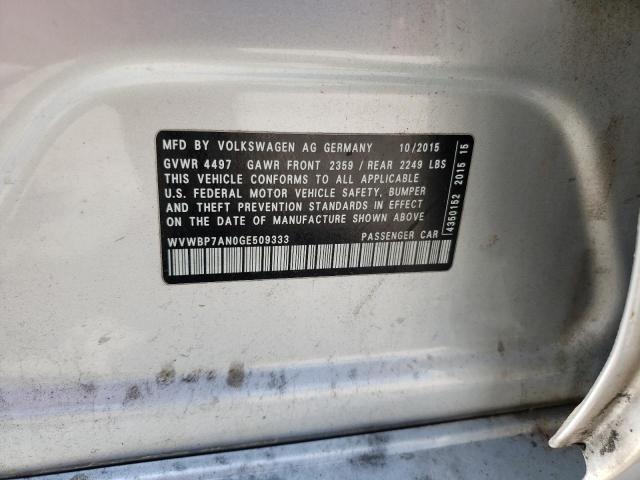 MFD BY VOLKSWAGEN AG GERMANY 10/2015
GVWR 4497 GAWR FRONT 2359 / REAR 2249 LBS
THIS VEHICLE CONFORMS TO ALL APPLICABLE
U.S. FEDERAL MOTOR VEHICLE SAFETY, BUMPER
AND THEFT PREVENTION STANDARDS IN EFFECT
ON THE DATE OF MANUFACTURE SHOWN ABOVE
WVWBP7AN0GE509333 PASSENGER CAR
4350152 2015 15